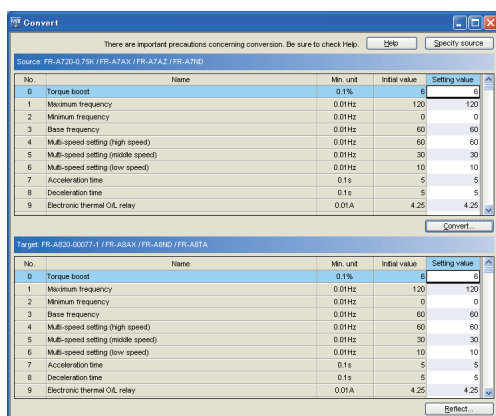 Convert
There are important precautions concerning conversion. Be sure to check Help. Help Specify source
Source: FR-A720-0.75K / FR-A7AX / FR-A7AZ / FR-A7ND
No. Name Min. unit Initial value Setting value
0 Torque boost 0.1% 6 6
1 Maximum frequency 0.01Hz 120 120
2 Minimum frequency 0.01Hz 0 0
3 Base frequency 0.01Hz 60 60
4 Multi-speed setting (high speed) 0.01Hz 60 60
5 Multi-speed setting (middle speed) 0.01Hz 30 30
6 Multi-speed setting (low speed) 0.01Hz 10 10
7 Acceleration time 0.1s 5 5
8 Deceleration time 0.1s 5 5
9 Electronic thermal O/L relay 0.01A 4.25 4.25
Convert...
Target: FR-A820-00077-1 / FR-A8AX / FR-A8ND / FR-A8TA
No. Name Min. unit Initial value Setting value
0 Torque boost 0.1% 6 6
1 Maximum frequency 0.01Hz 120 120
2 Minimum frequency 0.01Hz 0 0
3 Base frequency 0.01Hz 60 60
4 Multi-speed setting (high speed) 0.01Hz 60 60
5 Multi-speed setting (middle speed) 0.01Hz 30 30
6 Multi-speed setting (low speed) 0.01Hz 10 10
7 Acceleration time 0.1s 5 5
8 Deceleration time 0.1s 5 5
9 Electronic thermal O/L relay 0.01A 4.25 4.25
Reflect...